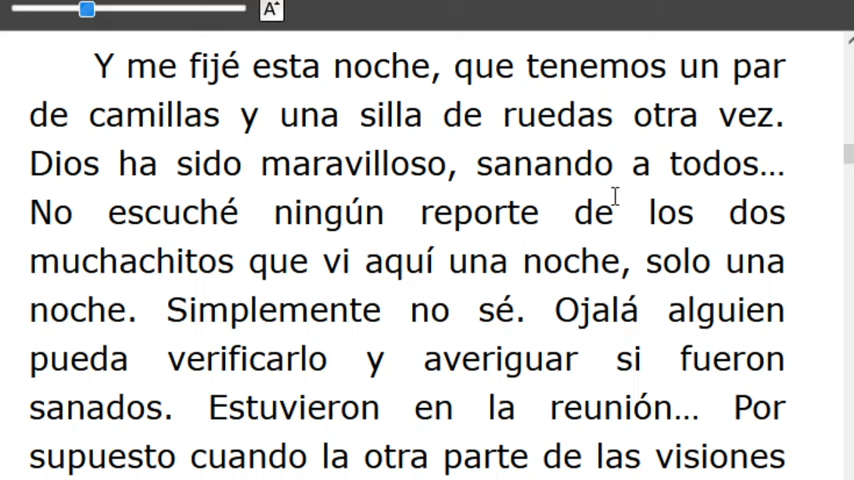 A
Y me fijé esta noche, que tenemos un par
de camillas y una silla de ruedas otra vez.
Dios ha sido maravilloso, sanando a todos…
No escuché ningún reporte de los dos
muchachitos que vi aquí una noche, solo una
noche. Simplemente no sé. Ojalá alguien
pueda verificarlo y averiguar si fueron
sanados. Estuvieron en la reunión… Por
supuesto cuando la otra parte de las visiones